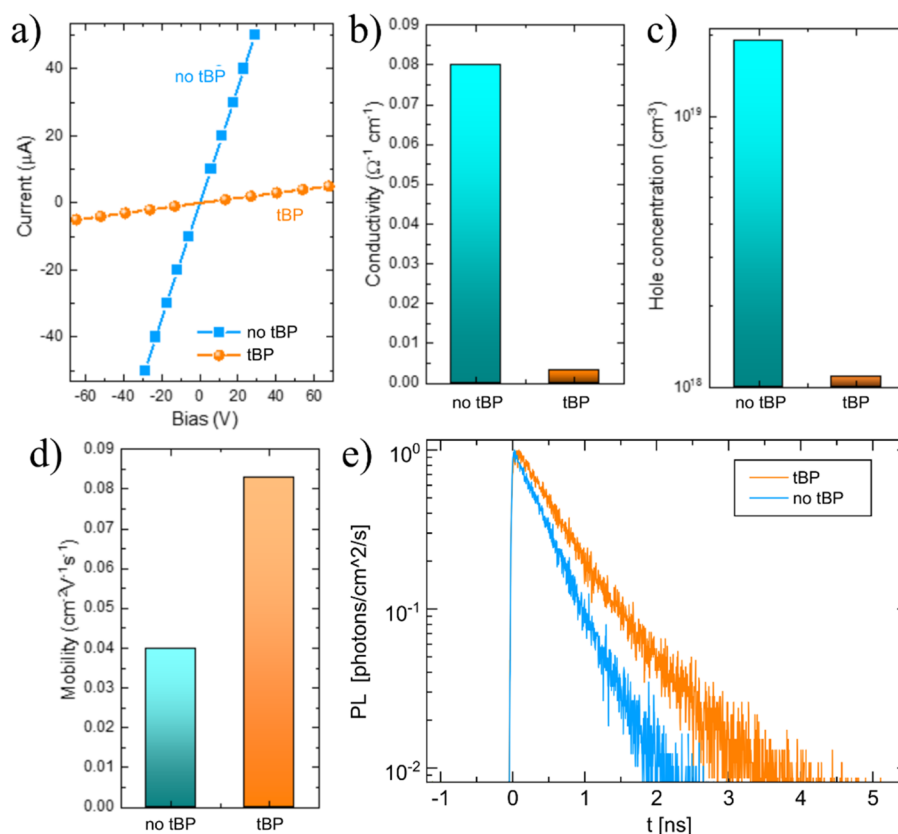 a)
Current (μA)
40
20
0
-20
-40
no tBP
tBP
no tBP
tBP
-60 -40 -20 0 20 40 60
Bias (V)
b)
Conductivity (Ω⁻¹ cm⁻¹)
0.09
0.08
0.07
0.06
0.05
0.04
0.03
0.02
0.01
0.00
no tBP tBP
c)
Hole concentration (cm⁻³)
10¹⁹
10¹⁸
no tBP tBP
d)
Mobility (cm⁻²V⁻¹s⁻¹)
0.09
0.08
0.07
0.06
0.05
0.04
0.03
0.02
0.01
0.00
no tBP tBP
e)
PL [photons/cm^2/s]
10⁰
10⁻¹
10⁻²
tBP
no tBP
-1 0 1 2 3 4 5
t [ns]